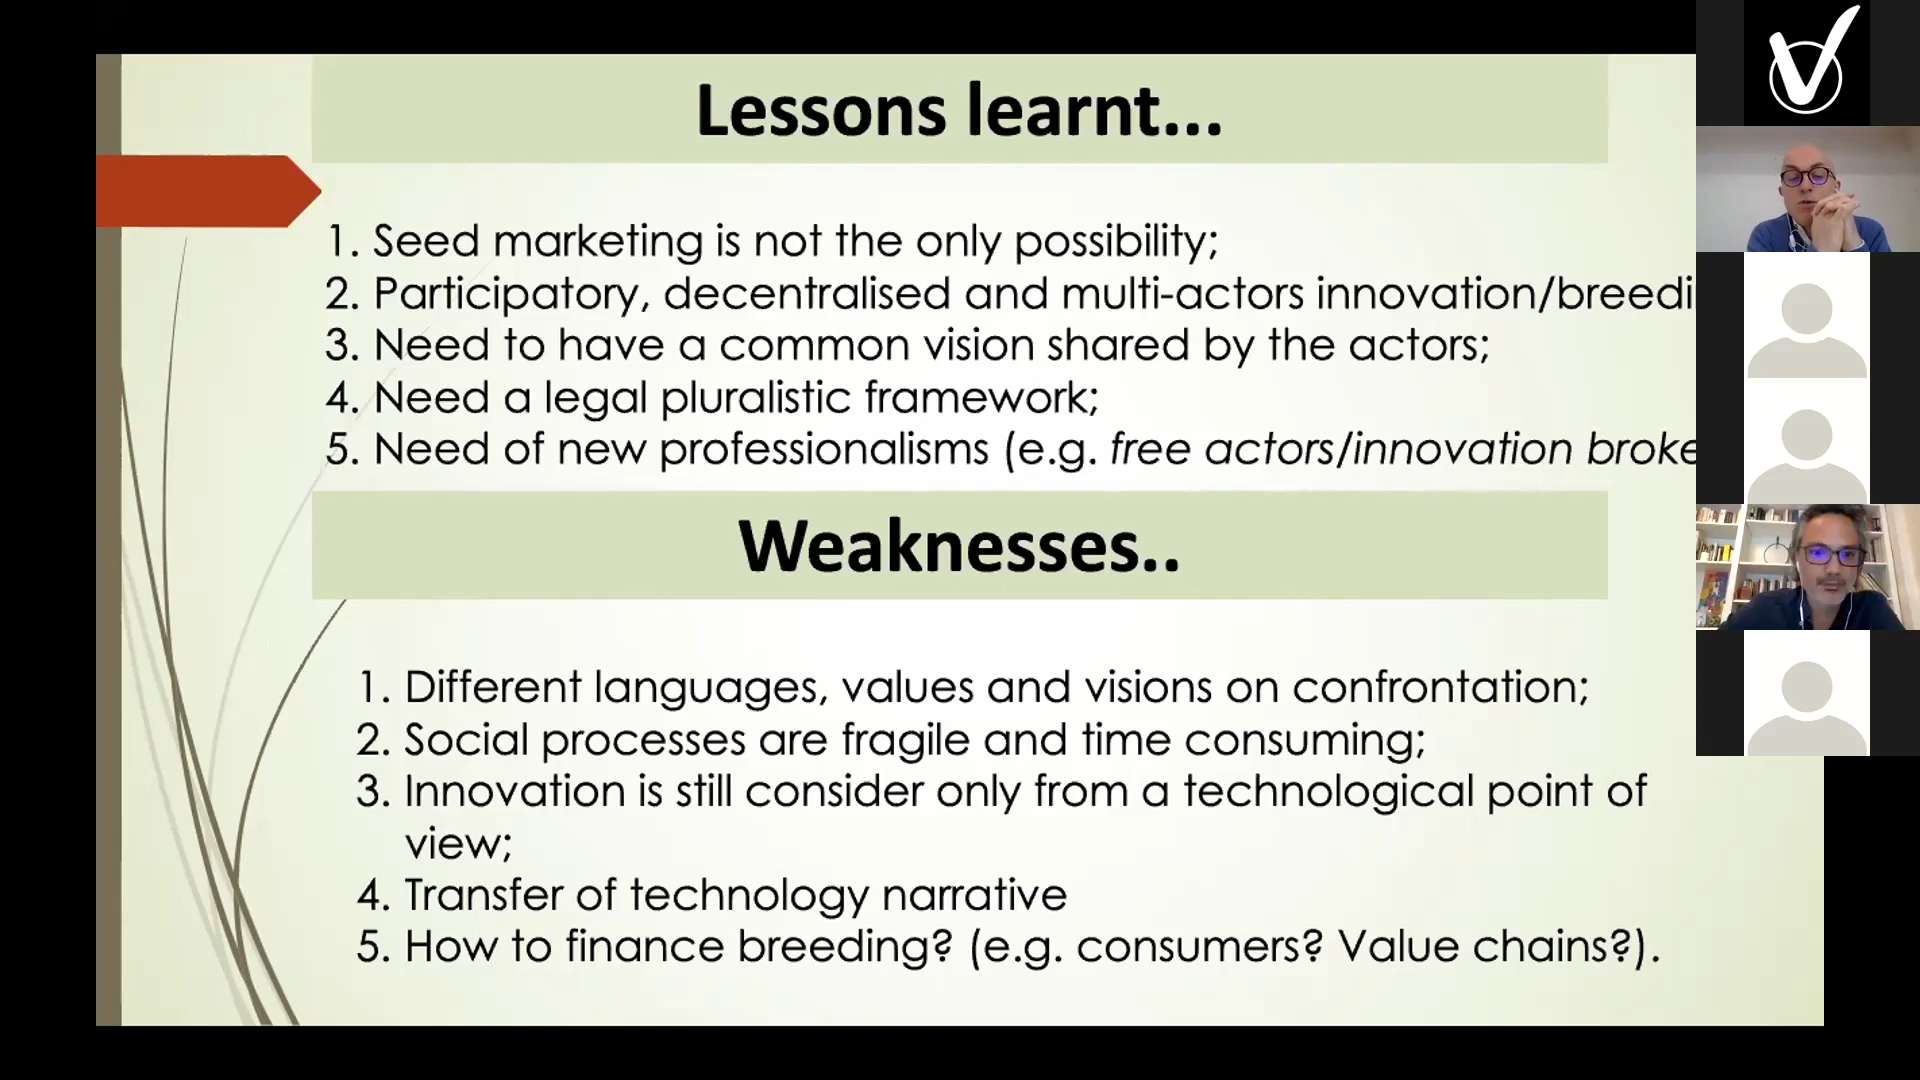 Lessons learnt...
1. Seed marketing is not the only possibility;
2. Participatory, decentralised and multi-actors innovation/breedi
3. Need to have a common vision shared by the actors;
4. Need a legal pluralistic framework;
5. Need of new professionalisms (e.g. free actors/innovation broke
Weaknesses..
1. Different languages, values and visions on confrontation;
2. Social processes are fragile and time consuming;
3. Innovation is still consider only from a technological point of
view;
4. Transfer of technology narrative
5. How to finance breeding? (e.g. consumers? Value chains?).